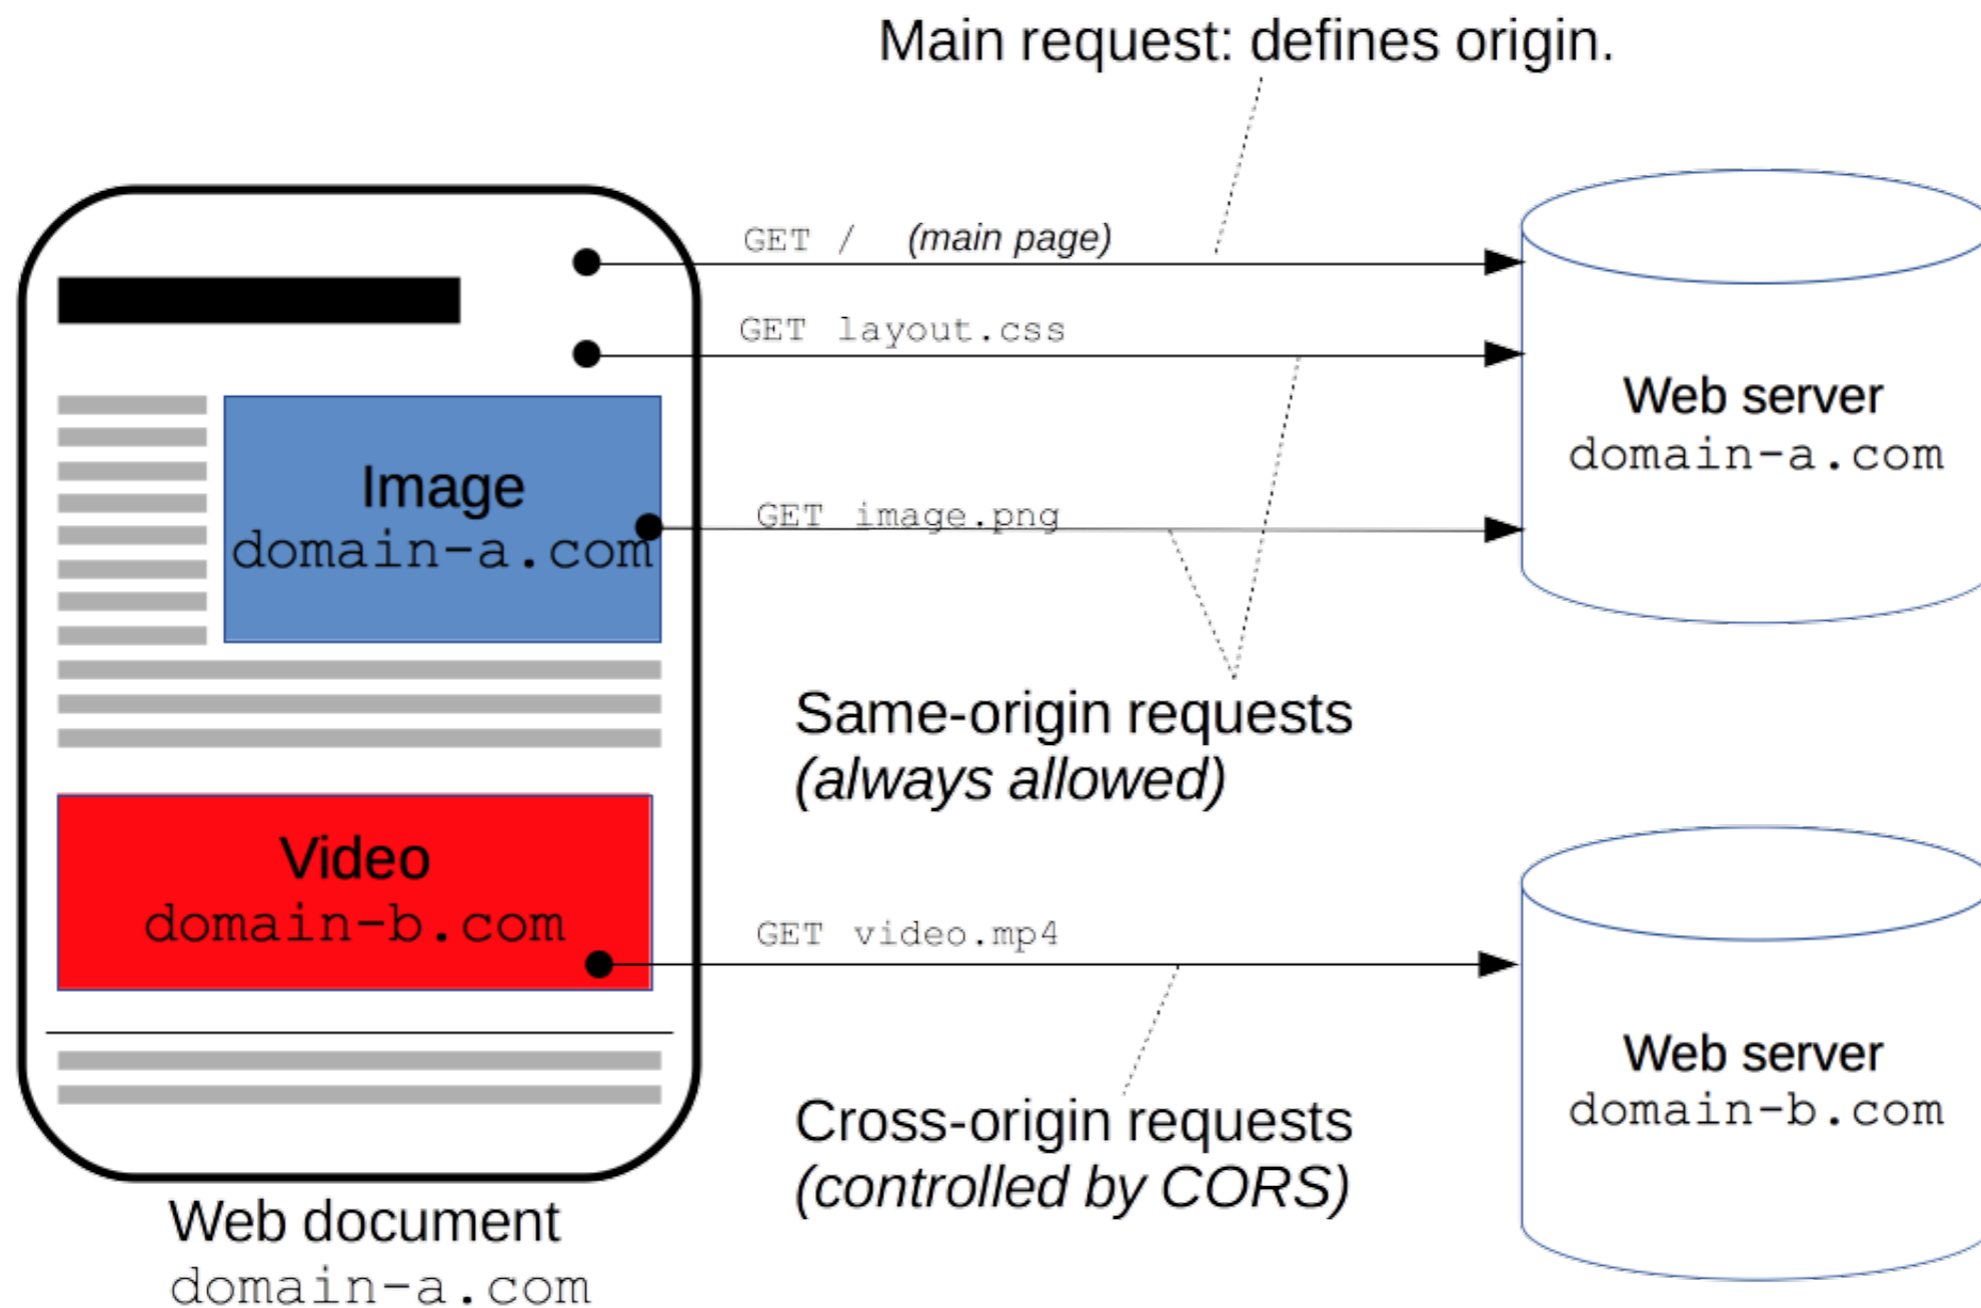 Main request: defines origin.
GET / (main page)
GET layout.css
Image
domain-a.com
GET image.png
Web server
domain-a.com
Same-origin requests
(always allowed)
Video
domain-b.com
GET video.mp4
Web server
domain-b.com
Cross-origin requests
(controlled by CORS)
Web document
domain-a.com